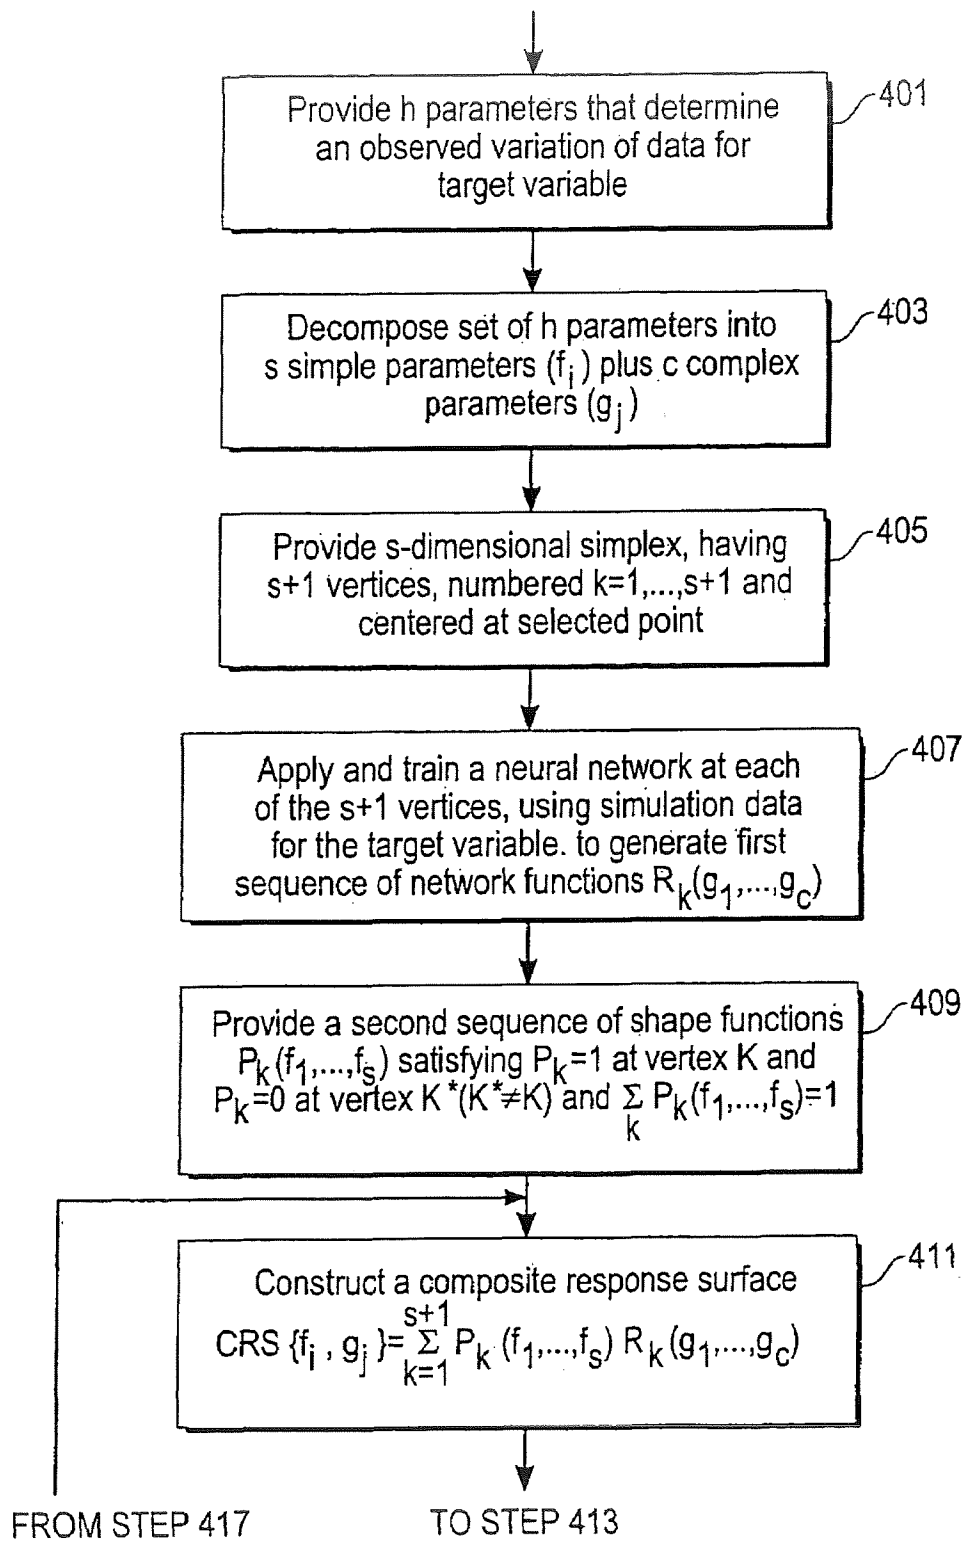 Provide h parameters that determine
an observed variation of data for
target variable
401
Decompose set of h parameters into
s simple parameters (f_i) plus c complex
parameters (g_j)
403
Provide s-dimensional simplex, having
s+1 vertices, numbered k=1,...,s+1 and
centered at selected point
405
Apply and train a neural network at each
of the s+1 vertices, using simulation data
for the target variable. to generate first
sequence of network functions R_k(g_1,...,g_c)
407
Provide a second sequence of shape functions
P_k(f_1,...,f_s) satisfying P_k=1 at vertex K and
P_k=0 at vertex K*(K*≠K) and Σ_k P_k(f_1,...,f_s)=1
409
Construct a composite response surface
CRS {f_i , g_j}=Σ_{k=1}^{s+1} P_k (f_1,...,f_s) R_k(g_1,...,g_c)
411
FROM STEP 417
TO STEP 413